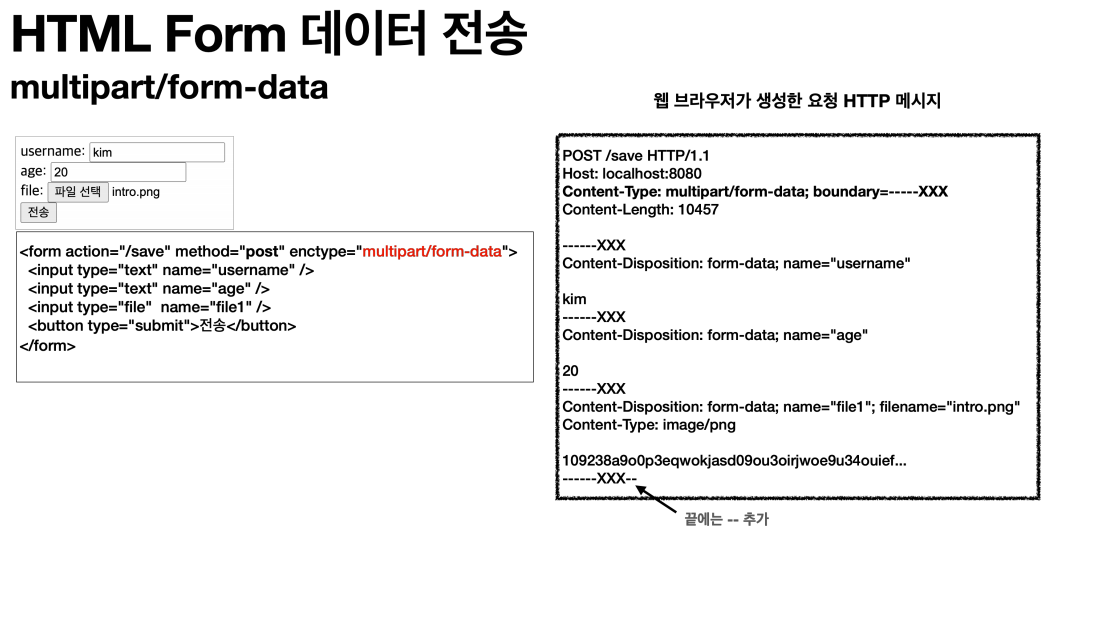 HTML Form 데이터 전송
multipart/form-data
username: kim
age: 20
file: 파일 선택 intro.png
전송
<form action="/save" method="post" enctype="multipart/form-data">
<input type="text" name="username" />
<input type="text" name="age" />
<input type="file"  name="file1" />
<button type="submit">전송</button>
</form>
웹 브라우저가 생성한 요청 HTTP 메시지
POST /save HTTP/1.1
Host: localhost:8080
Content-Type: multipart/form-data; boundary=-----XXX
Content-Length: 10457
------XXX
Content-Disposition: form-data; name="username"
kim
------XXX
Content-Disposition: form-data; name="age"
20
------XXX
Content-Disposition: form-data; name="file1"; filename="intro.png"
Content-Type: image/png
109238a9o0p3eqwokjasd09ou3oirjwoe9u34ouief...
------XXX--
끝에는 -- 추가